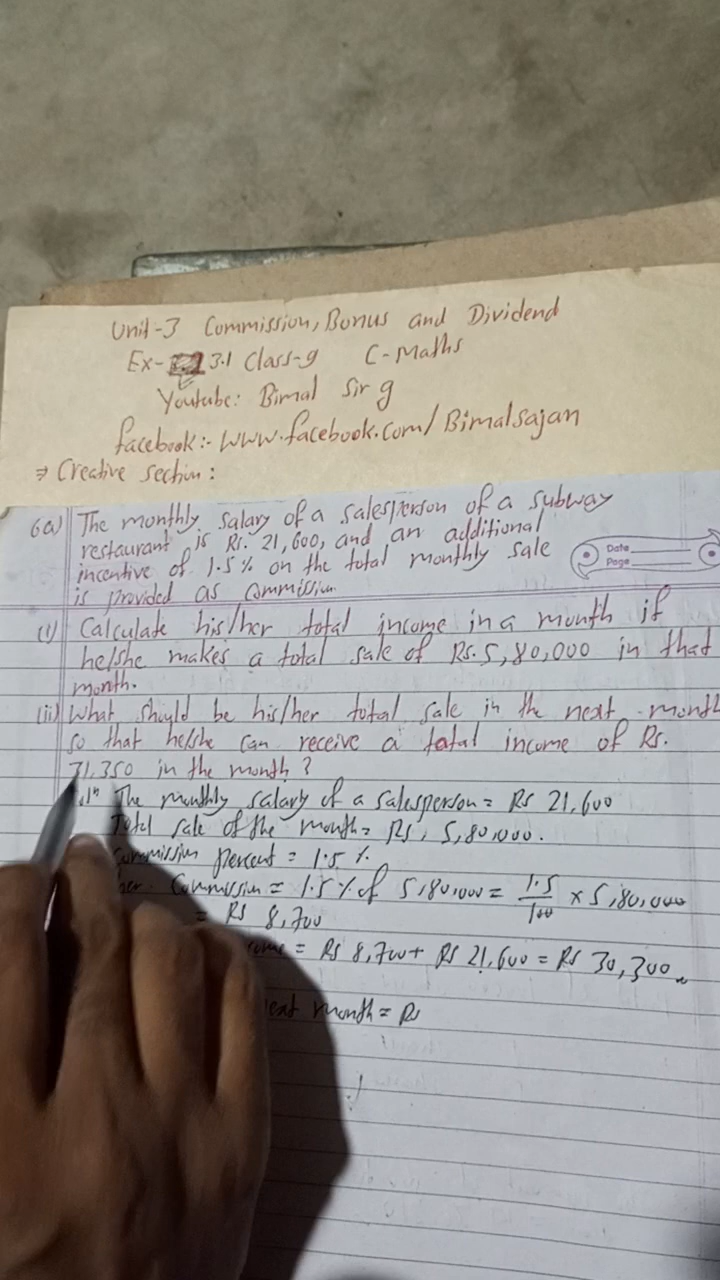 Unit-3 Commission, Bonus and Dividend
Ex- 3.1 Class-9 C-Maths
Youtube: Bimal Sir g
facebook:- www.facebook.com/Bimalsajan
⇒ Creative section:
6a) The monthly salary of a salesperson of a subway
restaurant is Rs. 21,600, and an additional
incentive of 1.5% on the total monthly sale
is provided as commission.
Date
Page
(i) Calculate his/her total income in a month if
he/she makes a total sale of Rs. 5,80,000 in that
month.
(ii) What should be his/her total sale in the next month
so that he/she can receive a total income of Rs.
31,350 in the month?
The monthly salary of a salesperson = Rs 21,600
Total sale of the month = Rs, 5,80,000.
Commission Percent = 1.5 %
Commission = 1.5 % of 5,80,000 = 1.5/100 x 5,80,000
= Rs 8,700
= Rs 8,700 + Rs 21,600 = Rs 30,300
next month = Rs